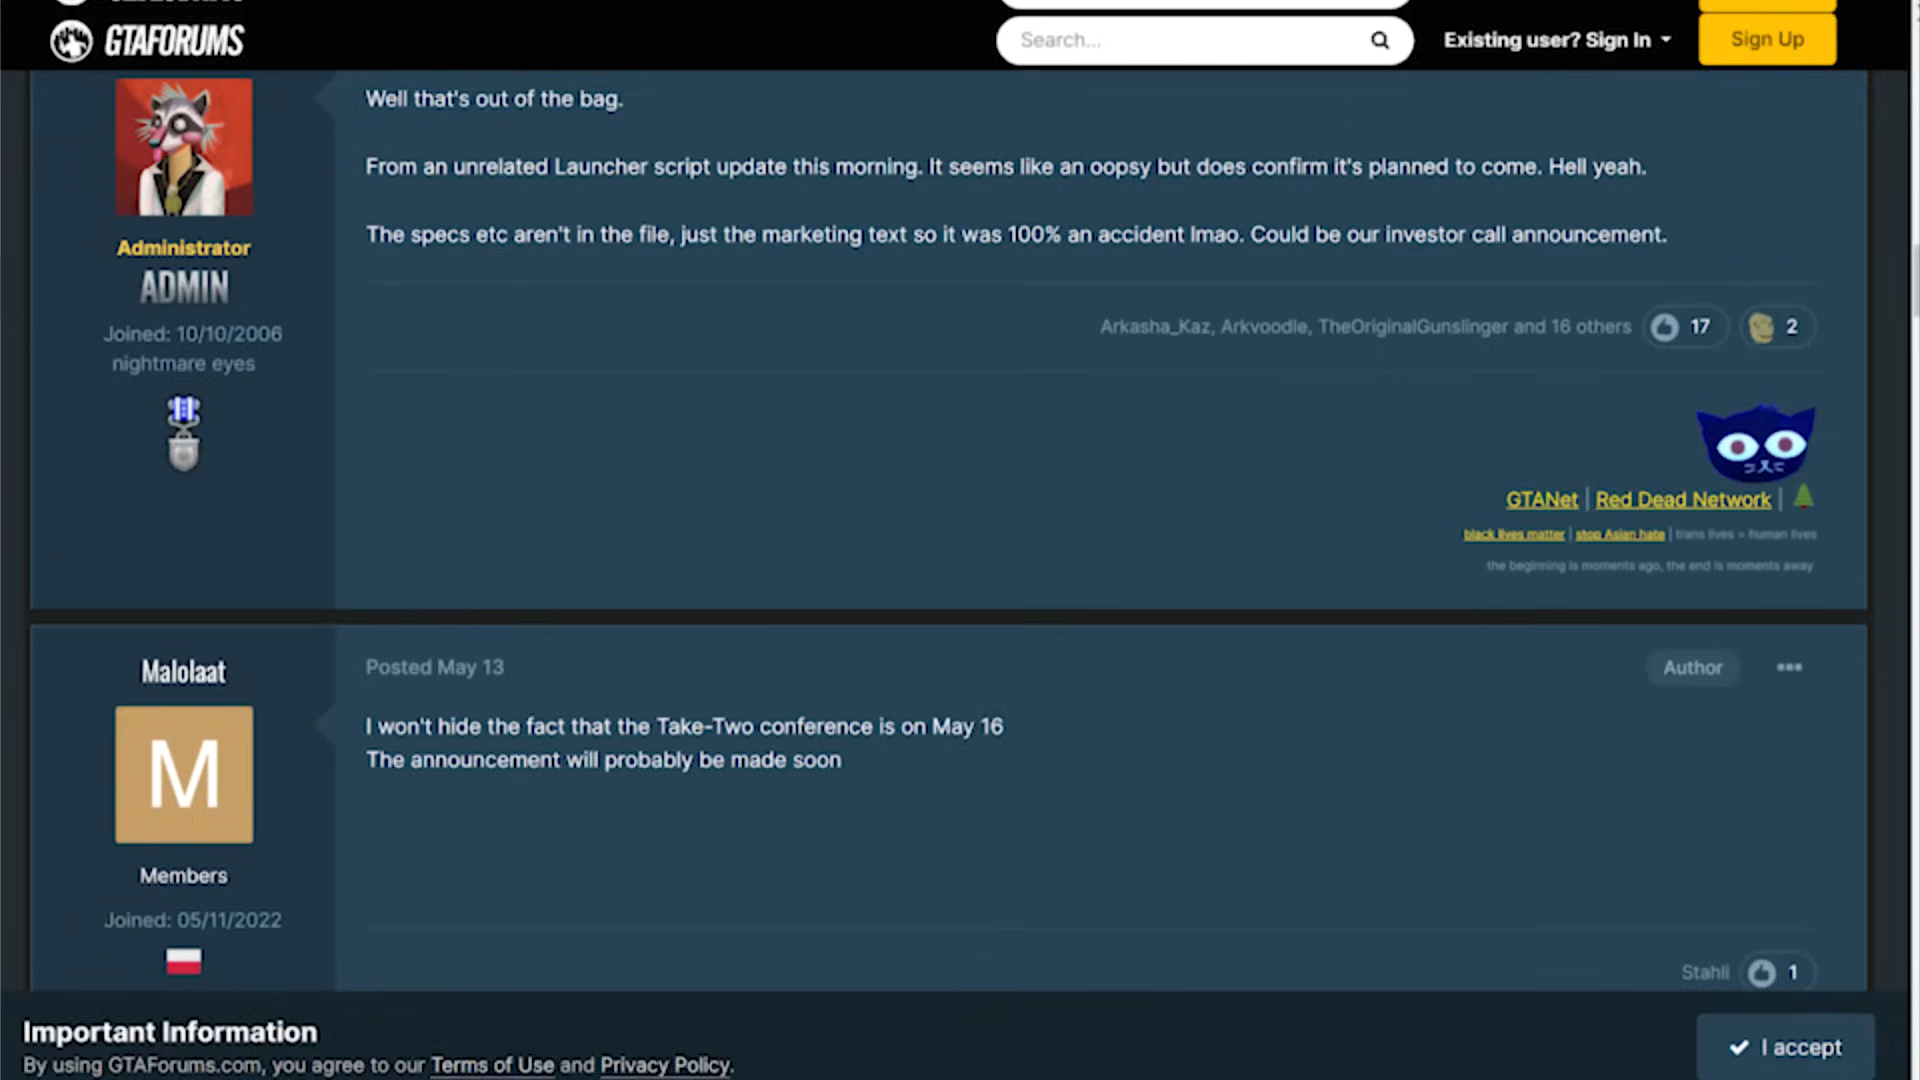 GTAFORUMS
Search...
Existing user? Sign In
Sign Up
Well that's out of the bag.
From an unrelated Launcher script update this morning. It seems like an oopsy but does confirm it's planned to come. Hell yeah.
The specs etc aren't in the file, just the marketing text so it was 100% an accident lmao. Could be our investor call announcement.
Administrator
ADMIN
Joined: 10/10/2006
nightmare eyes
Arkasha_Kaz, Arkvoodle, TheOriginalGunslinger and 16 others 17 2
GTANet | Red Dead Network |
black lives matter | stop Asian hate | trans lives = human lives
the beginning is moments ago, the end is moments away
Malolaat
Posted May 13
Author
I won't hide the fact that the Take-Two conference is on May 16
The announcement will probably be made soon
M
Members
Joined: 05/11/2022
Stahli 1
Important Information
By using GTAForums.com, you agree to our Terms of Use and Privacy Policy.
I accept